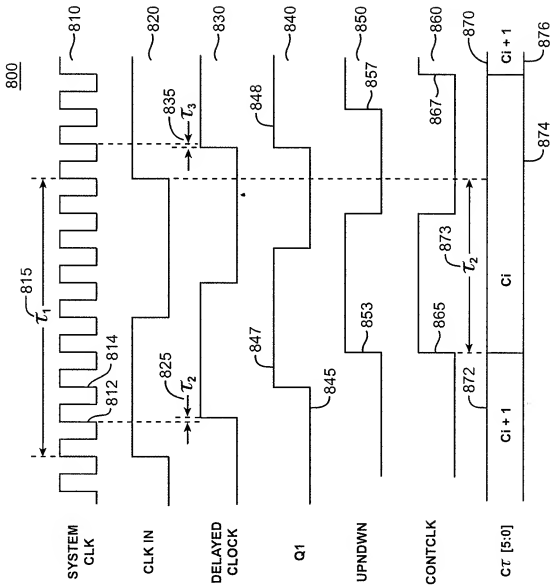 800
SYSTEM CLK
810
815
τ1
812
814
CLK IN
820
DELAYED CLOCK
830
825
τ2
835
τ3
Q1
840
845
847
848
UPNDWN
850
853
857
CONTCLK
860
865
867
873
τ2
Cτ [5:0]
870
872
Ci + 1
Ci
874
Ci + 1
876